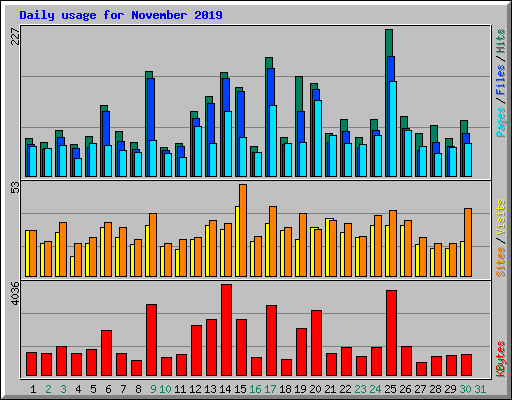 Daily usage for November 2019
227
Pages/Files/Hits
53
Sites/Visits
4036
KBytes
1 2 3 4 5 6 7 8 9 10 11 12 13 14 15 16 17 18 19 20 21 22 23 24 25 26 27 28 29 30 31